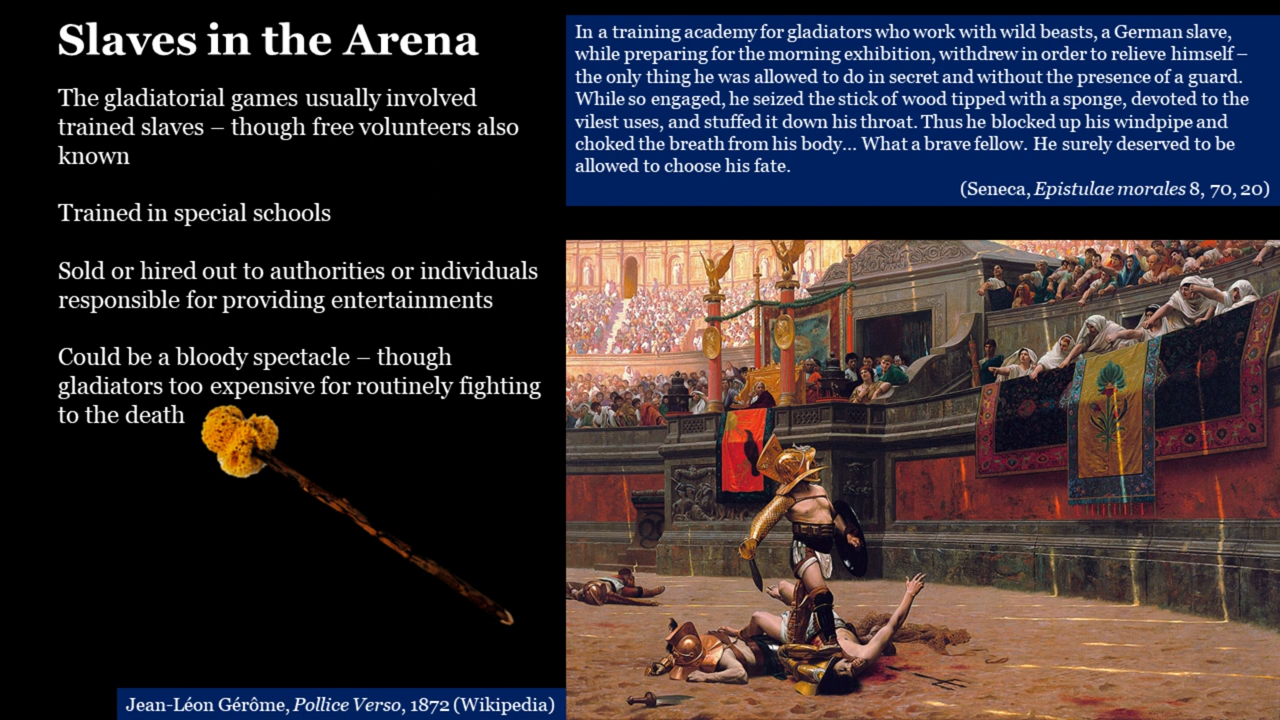 Slaves in the Arena
The gladiatorial games usually involved
trained slaves – though free volunteers also
known
Trained in special schools
Sold or hired out to authorities or individuals
responsible for providing entertainments
Could be a bloody spectacle – though
gladiators too expensive for routinely fighting
to the death
In a training academy for gladiators who work with wild beasts, a German slave,
while preparing for the morning exhibition, withdrew in order to relieve himself –
the only thing he was allowed to do in secret and without the presence of a guard.
While so engaged, he seized the stick of wood tipped with a sponge, devoted to the
vilest uses, and stuffed it down his throat. Thus he blocked up his windpipe and
choked the breath from his body... What a brave fellow. He surely deserved to be
allowed to choose his fate.
(Seneca, Epistulae morales 8, 70, 20)
Jean-Léon Gérôme, Pollice Verso, 1872 (Wikipedia)